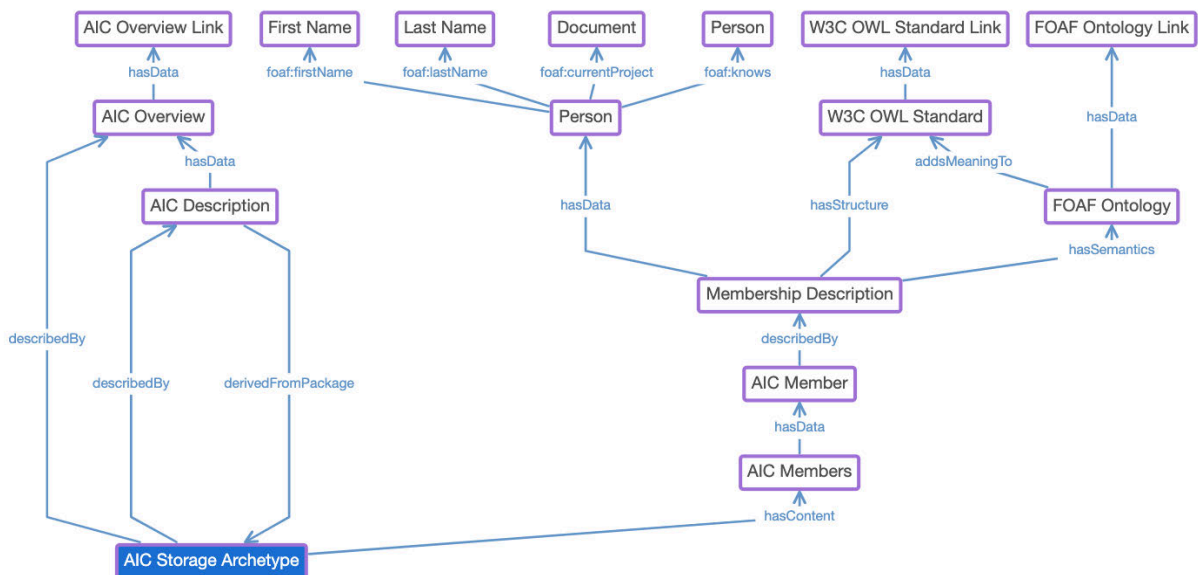 AIC Overview Link
First Name
Last Name
Document
Person
W3C OWL Standard Link
FOAF Ontology Link
hasData
foaf:firstName
foaf:lastName
foaf:currentProject
foaf:knows
hasData
AIC Overview
Person
W3C OWL Standard
hasData
hasData
addsMeaningTo
AIC Description
hasData
hasStructure
FOAF Ontology
hasSemantics
Membership Description
describedBy
describedBy
describedBy
derivedFromPackage
AIC Member
hasData
AIC Members
hasContent
AIC Storage Archetype